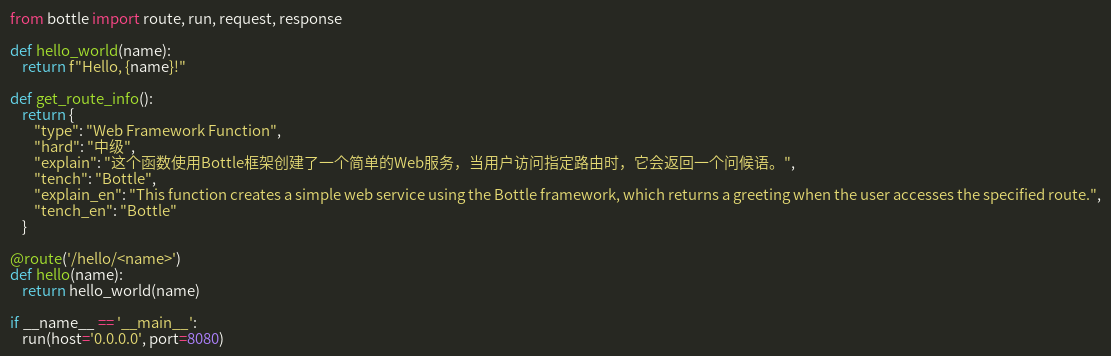 from bottle import route, run, request, response
def hello_world(name):
return f"Hello, {name}!"
def get_route_info():
return {
"type": "Web Framework Function",
"hard": "中级",
"explain": "这个函数使用Bottle框架创建了一个简单的Web服务，当用户访问指定路由时，它会返回一个问候语。",
"tench": "Bottle",
"explain_en": "This function creates a simple web service using the Bottle framework, which returns a greeting when the user accesses the specified route.",
"tench_en": "Bottle"
}
@route('/hello/<name>')
def hello(name):
return hello_world(name)
if __name__ == '__main__':
run(host='0.0.0.0', port=8080)